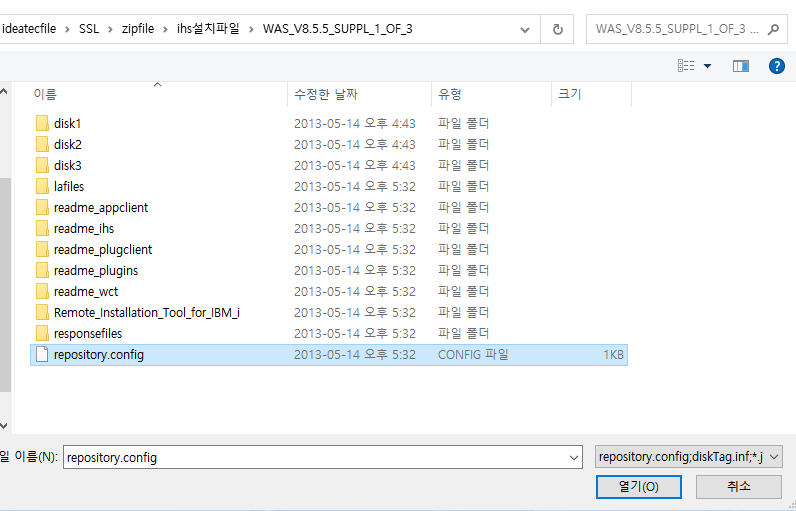 ideatecfile > SSL > zipfile > ihs설치파일 > WAS_V8.5.5_SUPPL_1_OF_3
WAS_V8.5.5_SUPPL_1_OF_3 ...
이름 수정한 날짜 유형 크기
disk1 2013-05-14 오후 4:43 파일 폴더
disk2 2013-05-14 오후 4:43 파일 폴더
disk3 2013-05-14 오후 4:43 파일 폴더
lafiles 2013-05-14 오후 5:32 파일 폴더
readme_appclient 2013-05-14 오후 5:32 파일 폴더
readme_ihs 2013-05-14 오후 5:32 파일 폴더
readme_plugclient 2013-05-14 오후 5:32 파일 폴더
readme_plugins 2013-05-14 오후 5:32 파일 폴더
readme_wct 2013-05-14 오후 5:32 파일 폴더
Remote_Installation_Tool_for_IBM_i 2013-05-14 오후 5:32 파일 폴더
responsefiles 2013-05-14 오후 5:32 파일 폴더
repository.config 2013-05-14 오후 5:32 CONFIG 파일 1KB
일 이름(N): repository.config repository.config;diskTag.inf;*.j
열기(O) 취소